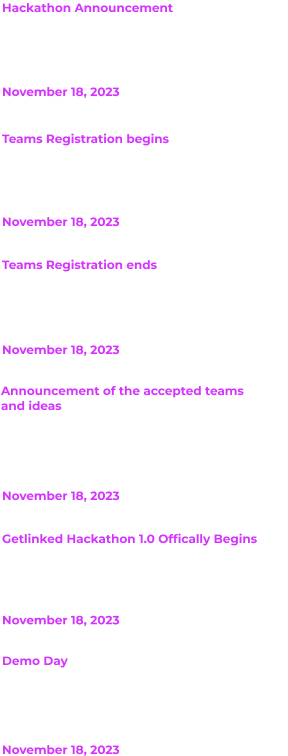 Hackathon Announcement
November 18, 2023
Teams Registration begins
November 18, 2023
Teams Registration ends
November 18, 2023
Announcement of the accepted teams
and ideas
November 18, 2023
Getlinked Hackathon 1.0 Offically Begins
November 18, 2023
Demo Day
November 18, 2023